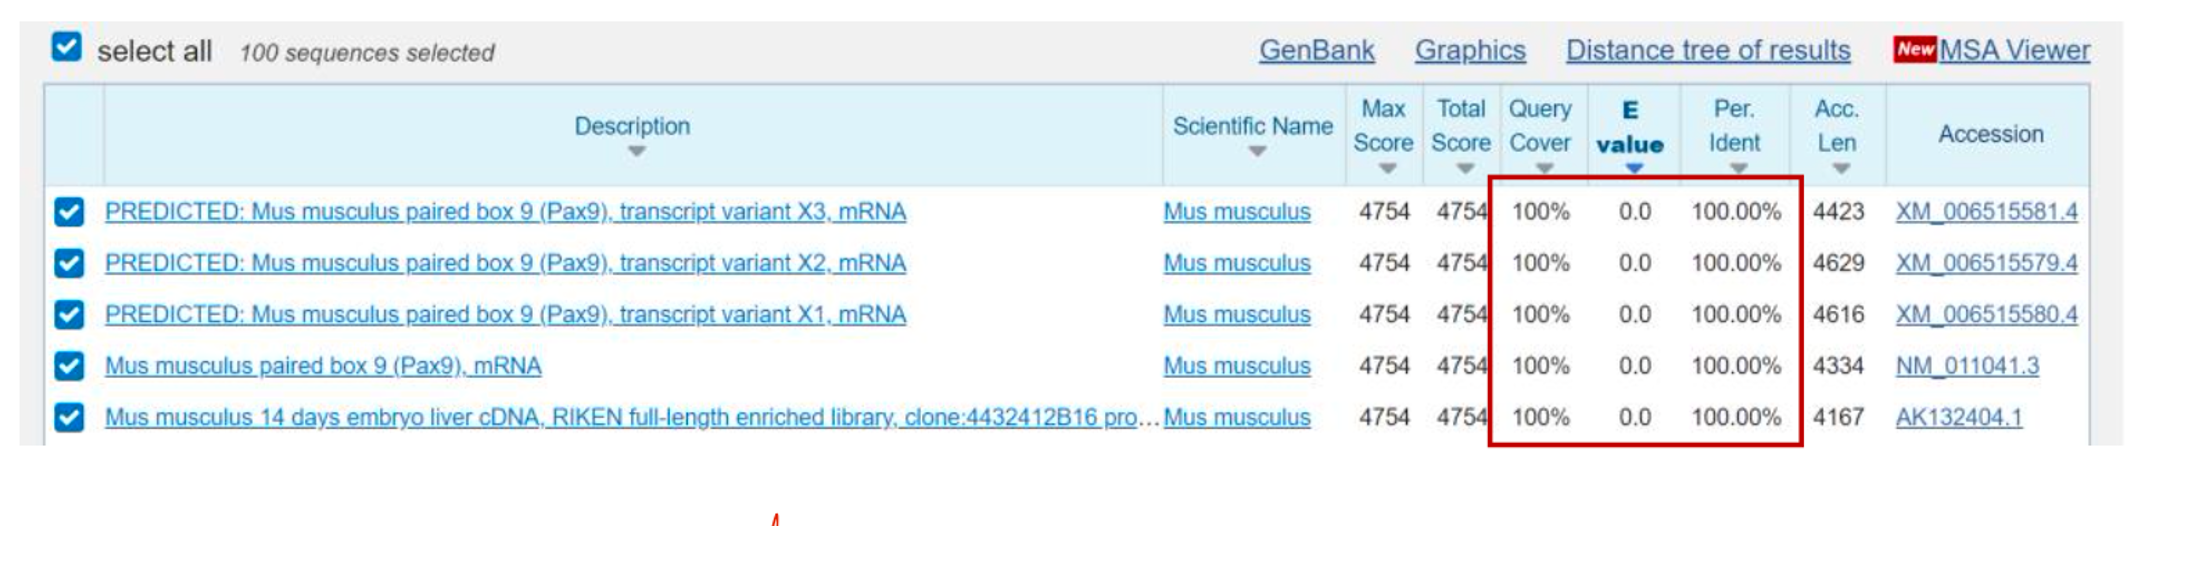 select all 100 sequences selected GenBank Graphics Distance tree of results New MSA Viewer
Description Scientific Name Max Score Total Score Query Cover E value Per. Ident Acc. Len Accession
PREDICTED: Mus musculus paired box 9 (Pax9), transcript variant X3, mRNA Mus musculus 4754 4754 100% 0.0 100.00% 4423 XM_006515581.4
PREDICTED: Mus musculus paired box 9 (Pax9), transcript variant X2, mRNA Mus musculus 4754 4754 100% 0.0 100.00% 4629 XM_006515579.4
PREDICTED: Mus musculus paired box 9 (Pax9), transcript variant X1, mRNA Mus musculus 4754 4754 100% 0.0 100.00% 4616 XM_006515580.4
Mus musculus paired box 9 (Pax9), mRNA Mus musculus 4754 4754 100% 0.0 100.00% 4334 NM_011041.3
Mus musculus 14 days embryo liver cDNA, RIKEN full-length enriched library, clone:4432412B16 pro... Mus musculus 4754 4754 100% 0.0 100.00% 4167 AK132404.1